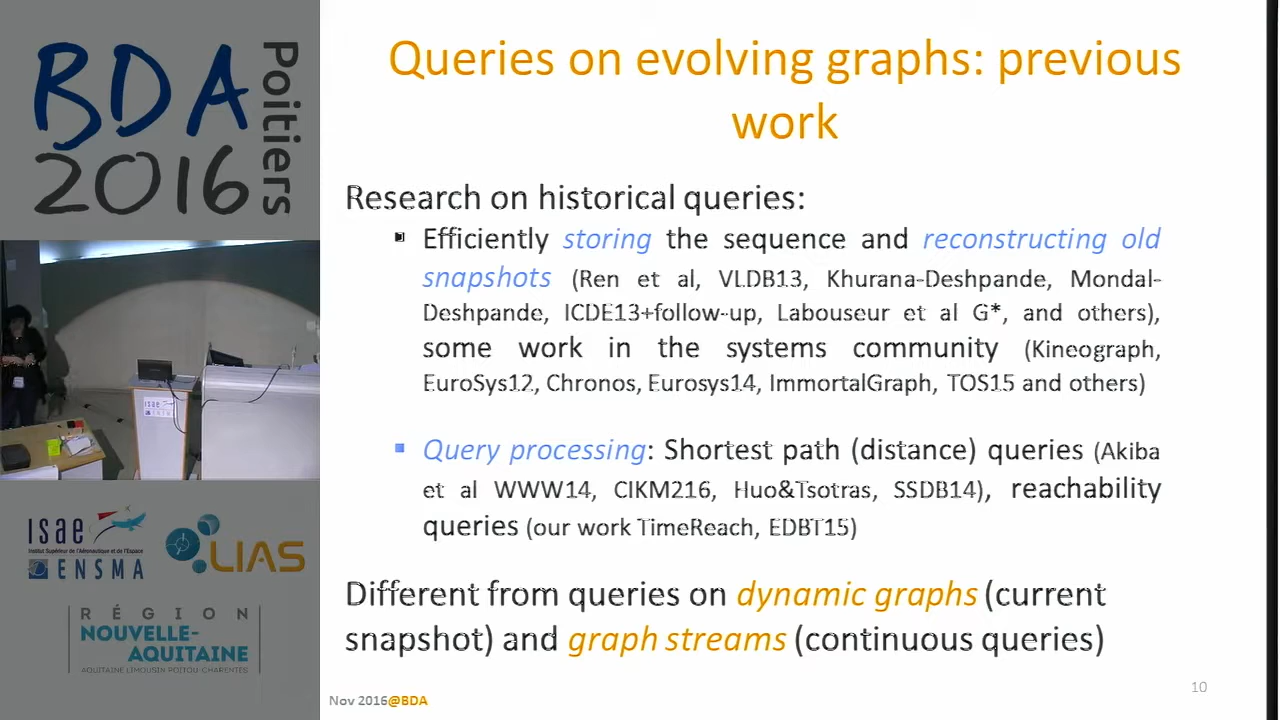 BDA
2016
Poitiers
isae
ENSMA
isae
Institut Supérieur de l'Aéronautique et de l'Espace
ENSMA
LIAS
RÉGION
NOUVELLE-
AQUITAINE
AQUITAINE LIMOUSIN POITOU-CHARENTES
Queries on evolving graphs: previous
work
Research on historical queries:
▪ Efficiently storing the sequence and reconstructing old
snapshots (Ren et al, VLDB13, Khurana-Deshpande, Mondal-
Deshpande, ICDE13+follow-up, Labouseur et al G*, and others),
some work in the systems community (Kineograph,
EuroSys12, Chronos, Eurosys14, ImmortalGraph, TOS15 and others)
▪ Query processing: Shortest path (distance) queries (Akiba
et al WWW14, CIKM216, Huo&Tsotras, SSDB14), reachability
queries (our work TimeReach, EDBT15)
Different from queries on dynamic graphs (current
snapshot) and graph streams (continuous queries)
Nov 2016@BDA
10